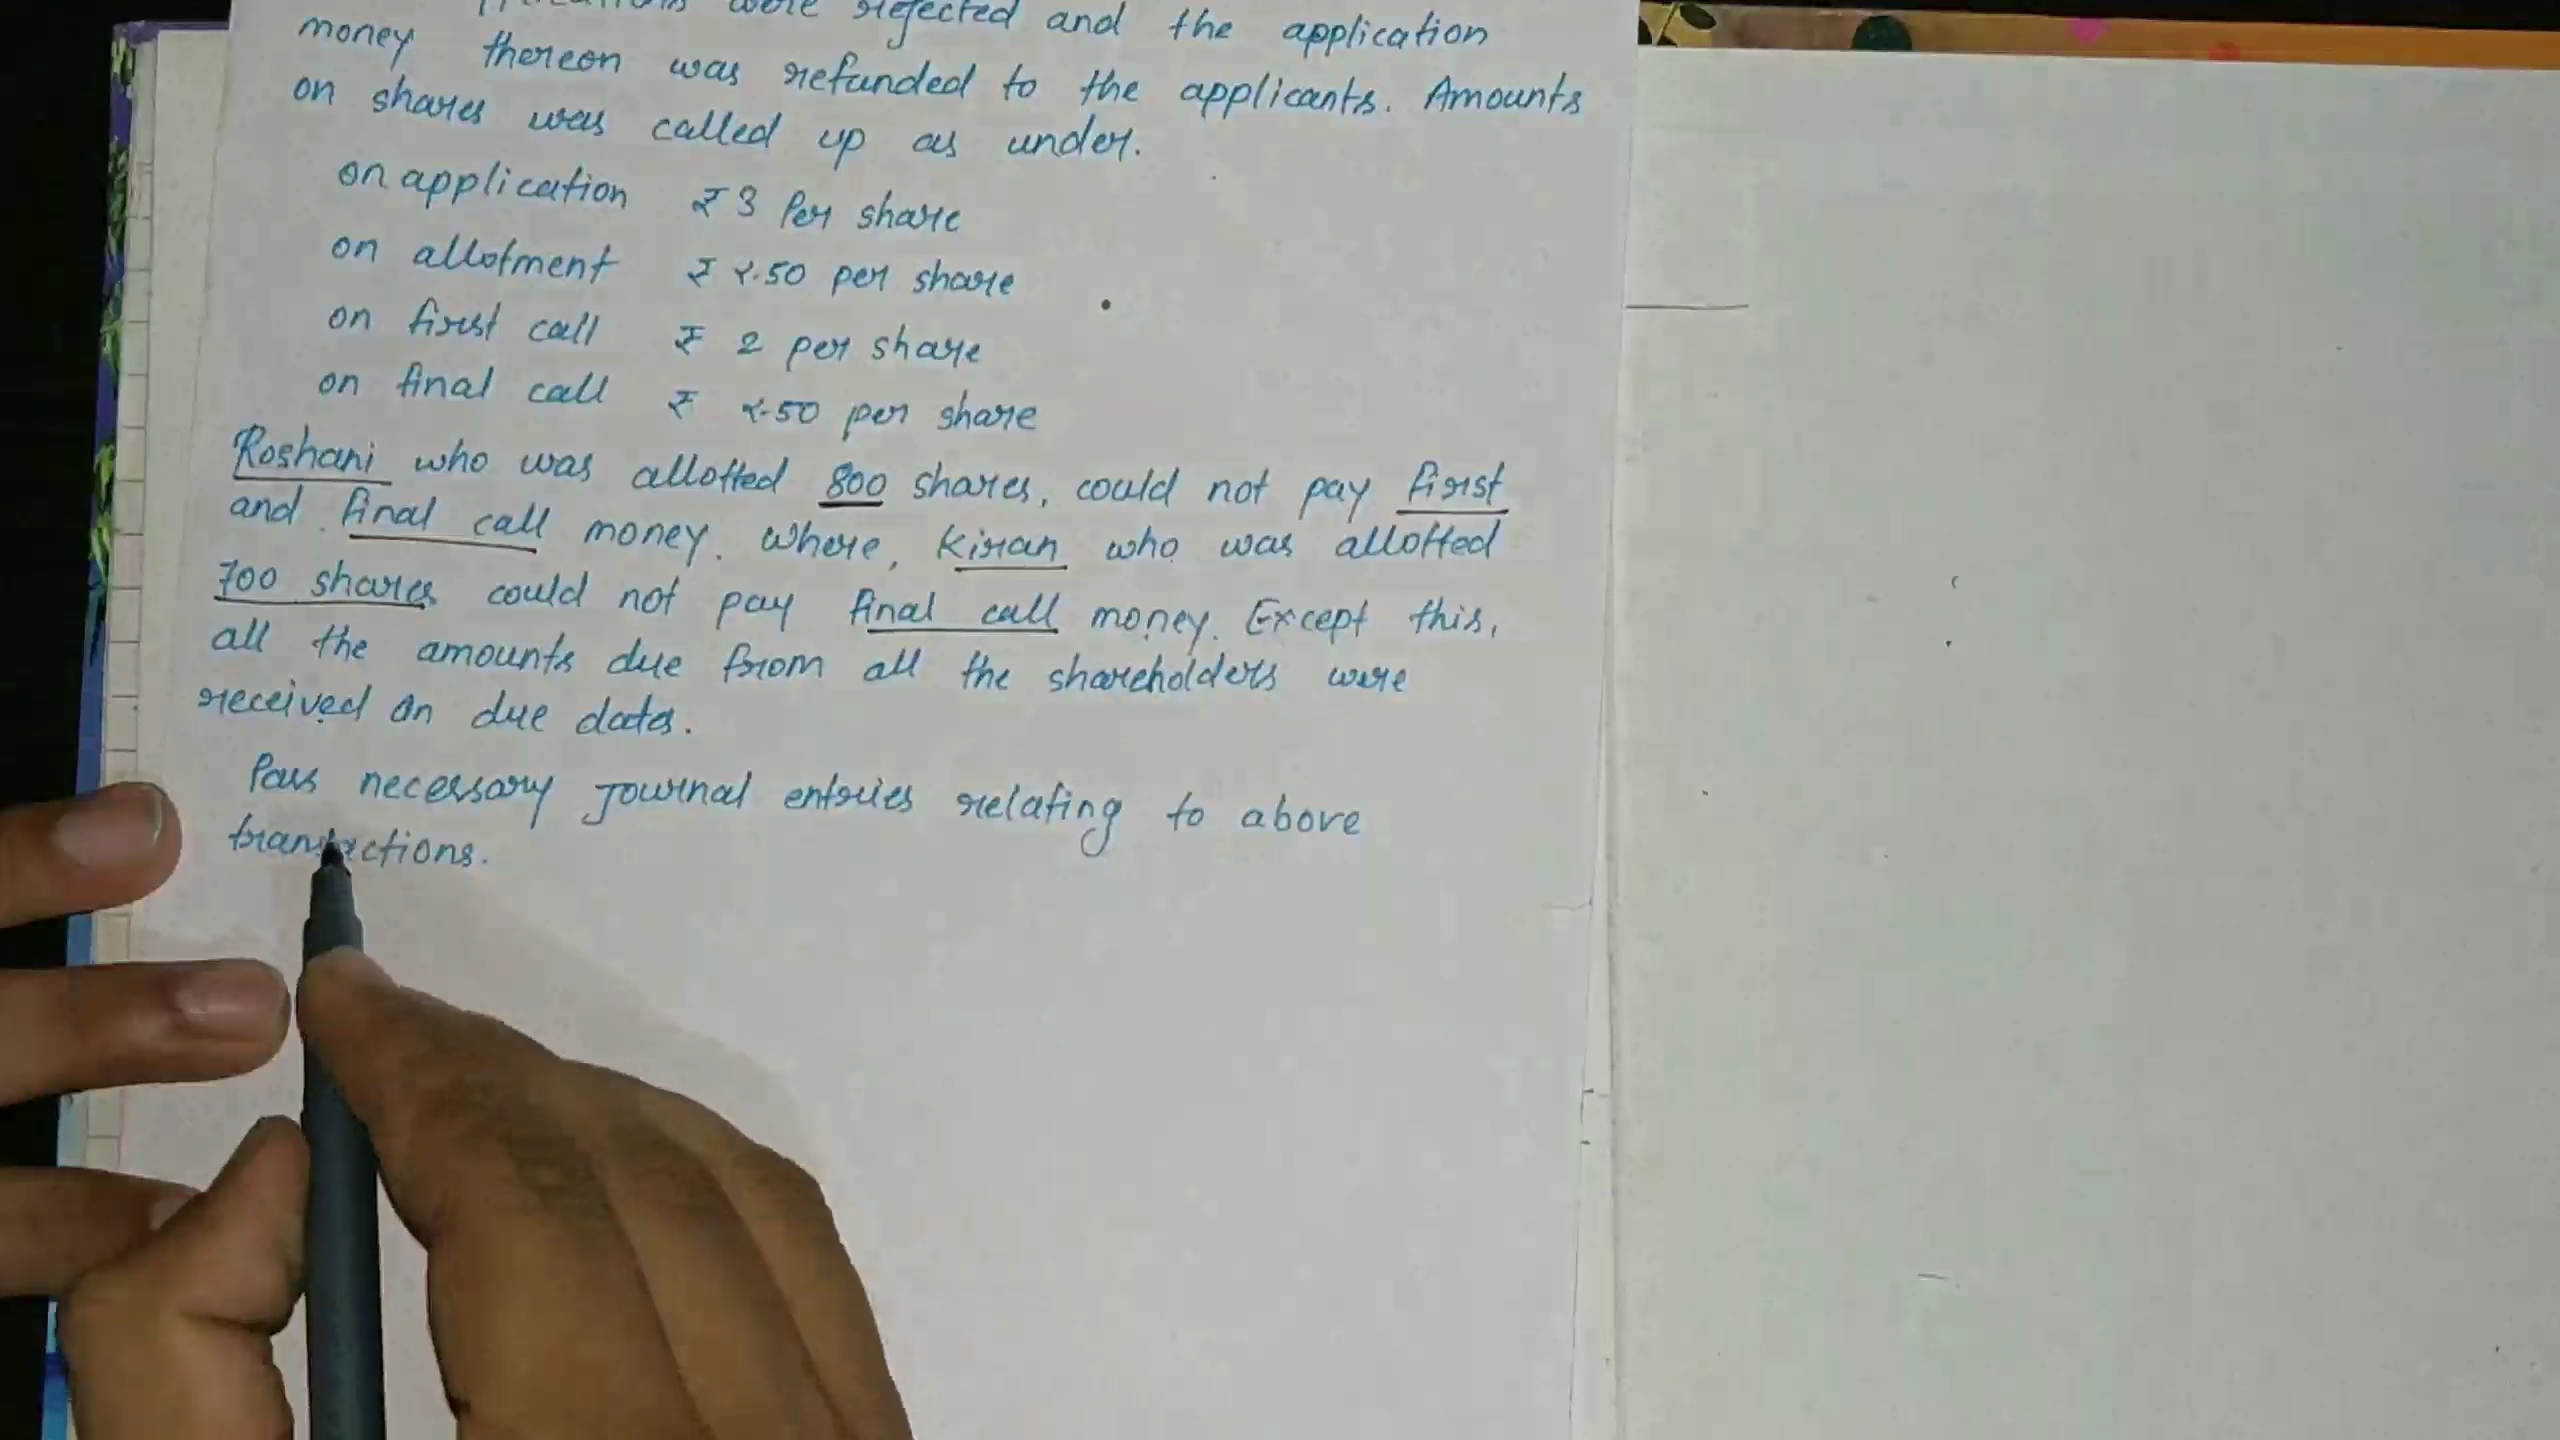 were rejected and the application
money thereon was refunded to the applicants. Amounts
on shares was called up as under.
on application ₹ 3 Per share
on allotment ₹ 2.50 per share
on first call ₹ 2 per share
on final call ₹ 2.50 per share
Roshani who was allotted 800 shares, could not pay first
and final call money. Where, Kiran who was allotted
700 shares could not pay final call money. Except this,
all the amounts due from all the shareholders were
received on due dates.
Pass necessary Journal entries relating to above
transactions.